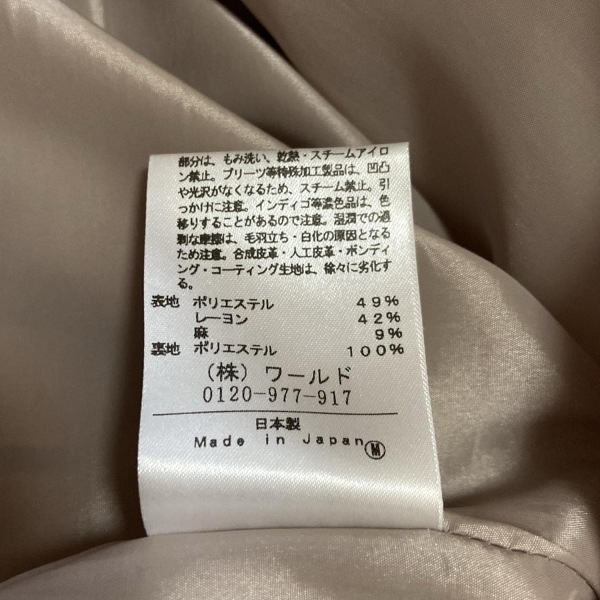 部分は、もみ洗い、乾熱・スチームアイロ
ン禁止。プリーツ等特殊加工製品は、凹凸
や光沢がなくなるため、スチーム禁止。引
っかけに注意。インディゴ等濃色品は、色
移りすることがあるので注意。湿潤での過
剰な摩擦は、毛羽立ち・白化の原因となる
ため注意。合成皮革・人工皮革・ボンディ
ング・コーティング生地は、徐々に劣化す
る。
表地 ポリエステル 49%
レーヨン 42%
麻 9%
裏地 ポリエステル 100%
(株)ワールド
0120-977-917
日本製
Made in Japan Ⓜ